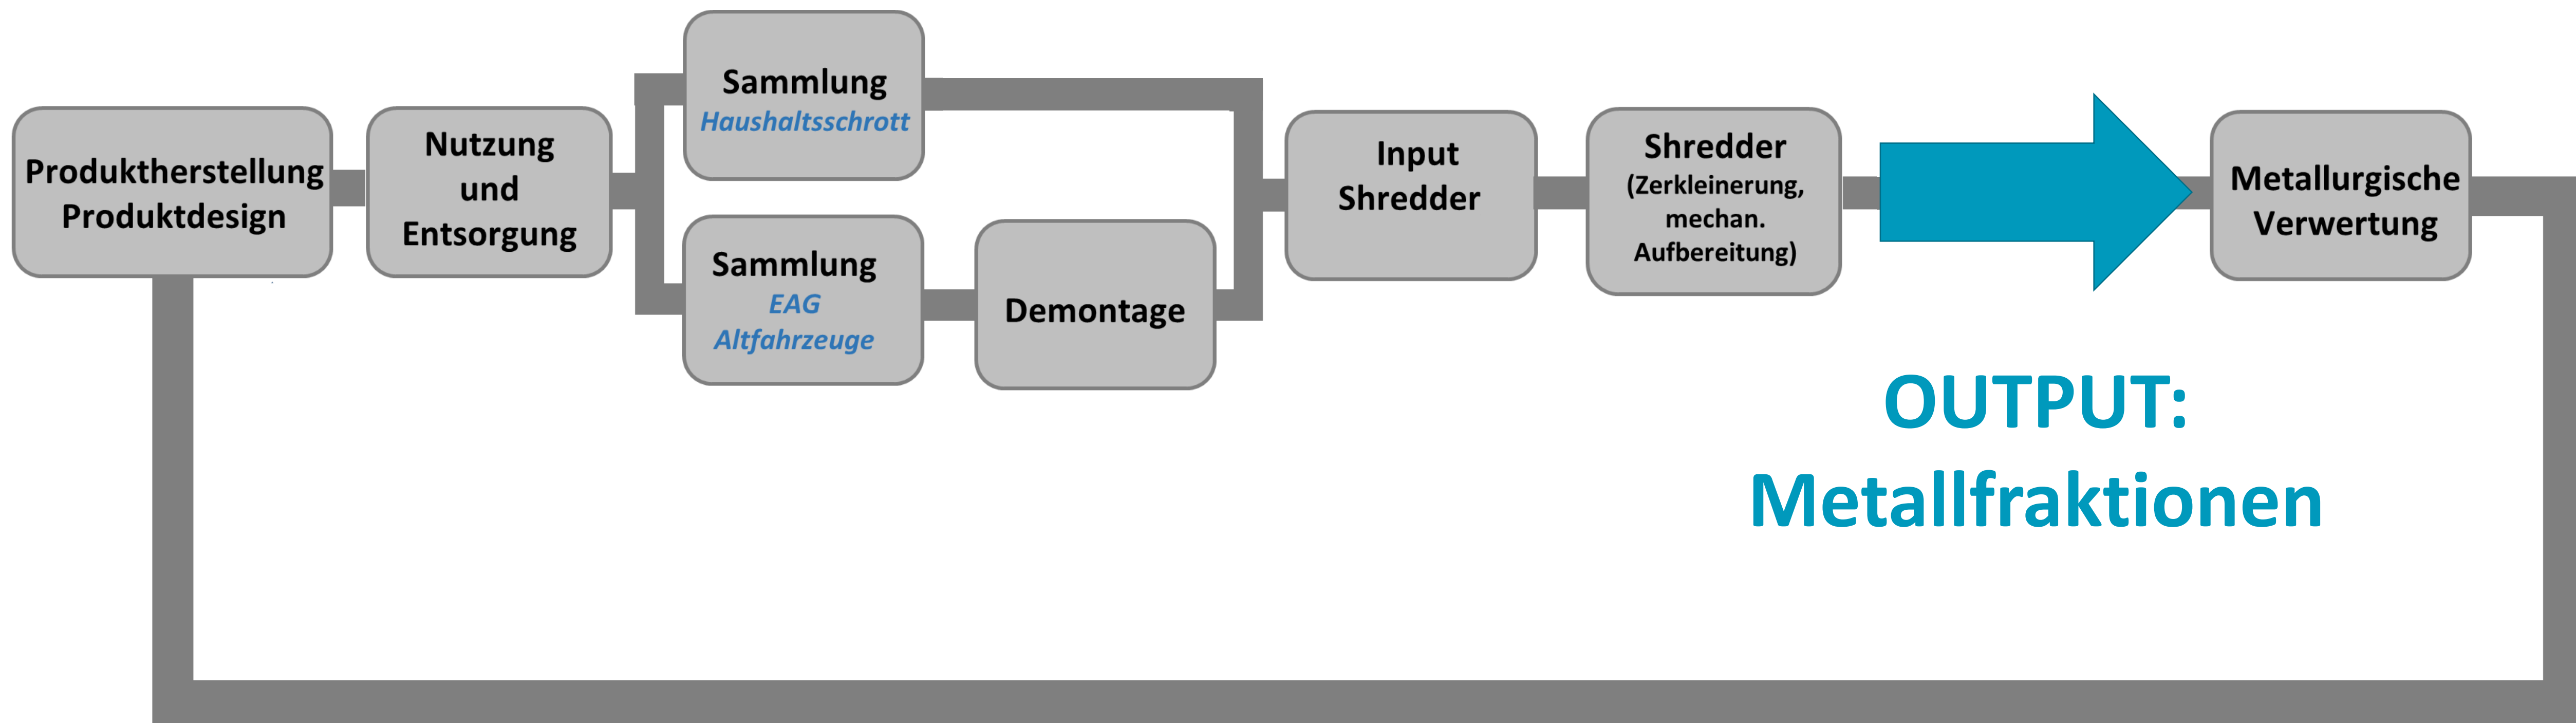 Produktherstellung
Produktdesign
Nutzung
und
Entsorgung
Sammlung
Haushaltsschrott
Sammlung
EAG
Altfahrzeuge
Demontage
Input
Shredder
Shredder
(Zerkleinerung,
mechan.
Aufbereitung)
Metallurgische
Verwertung
OUTPUT:
Metallfraktionen